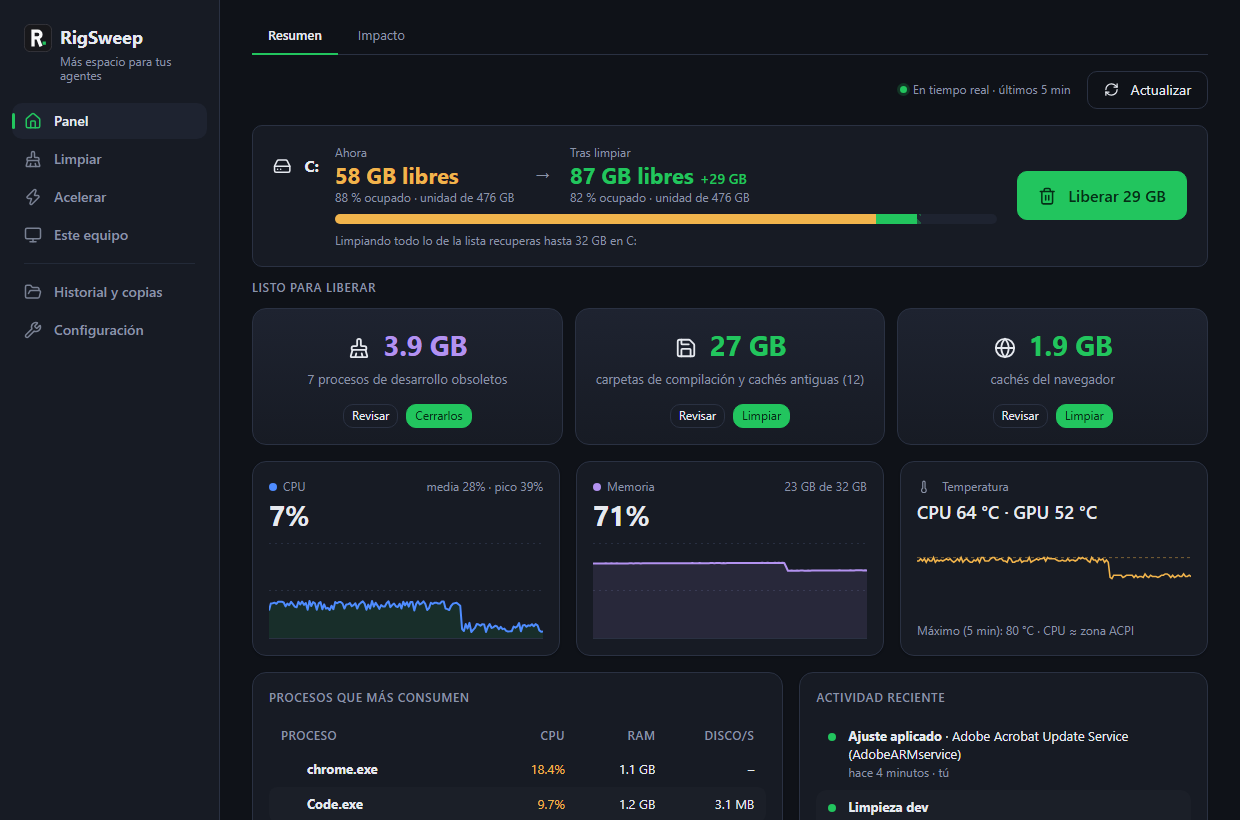 RigSweep
Más espacio para tus
agentes
Panel
Limpiar
Acelerar
Este equipo
Historial y copias
Configuración
Resumen
Impacto
En tiempo real · últimos 5 min
Actualizar
C:
Ahora
58 GB libres
88 % ocupado · unidad de 476 GB
→
Tras limpiar
87 GB libres +29 GB
82 % ocupado · unidad de 476 GB
Limpiando todo lo de la lista recuperas hasta 32 GB en C:
Liberar 29 GB
LISTO PARA LIBERAR
3.9 GB
7 procesos de desarrollo obsoletos
Revisar
Cerrarlos
27 GB
carpetas de compilación y cachés antiguas (12)
Revisar
Limpiar
1.9 GB
cachés del navegador
Revisar
Limpiar
CPU
media 28% · pico 39%
7%
Memoria
23 GB de 32 GB
71%
Temperatura
CPU 64 °C · GPU 52 °C
Máximo (5 min): 80 °C · CPU ≈ zona ACPI
PROCESOS QUE MÁS CONSUMEN
PROCESO CPU RAM DISCO/S
chrome.exe 18.4% 1.1 GB –
Code.exe 9.7% 1.2 GB 3.1 MB
ACTIVIDAD RECIENTE
Ajuste aplicado · Adobe Acrobat Update Service
(AdobeARMservice)
hace 4 minutos · tú
Limpieza dev